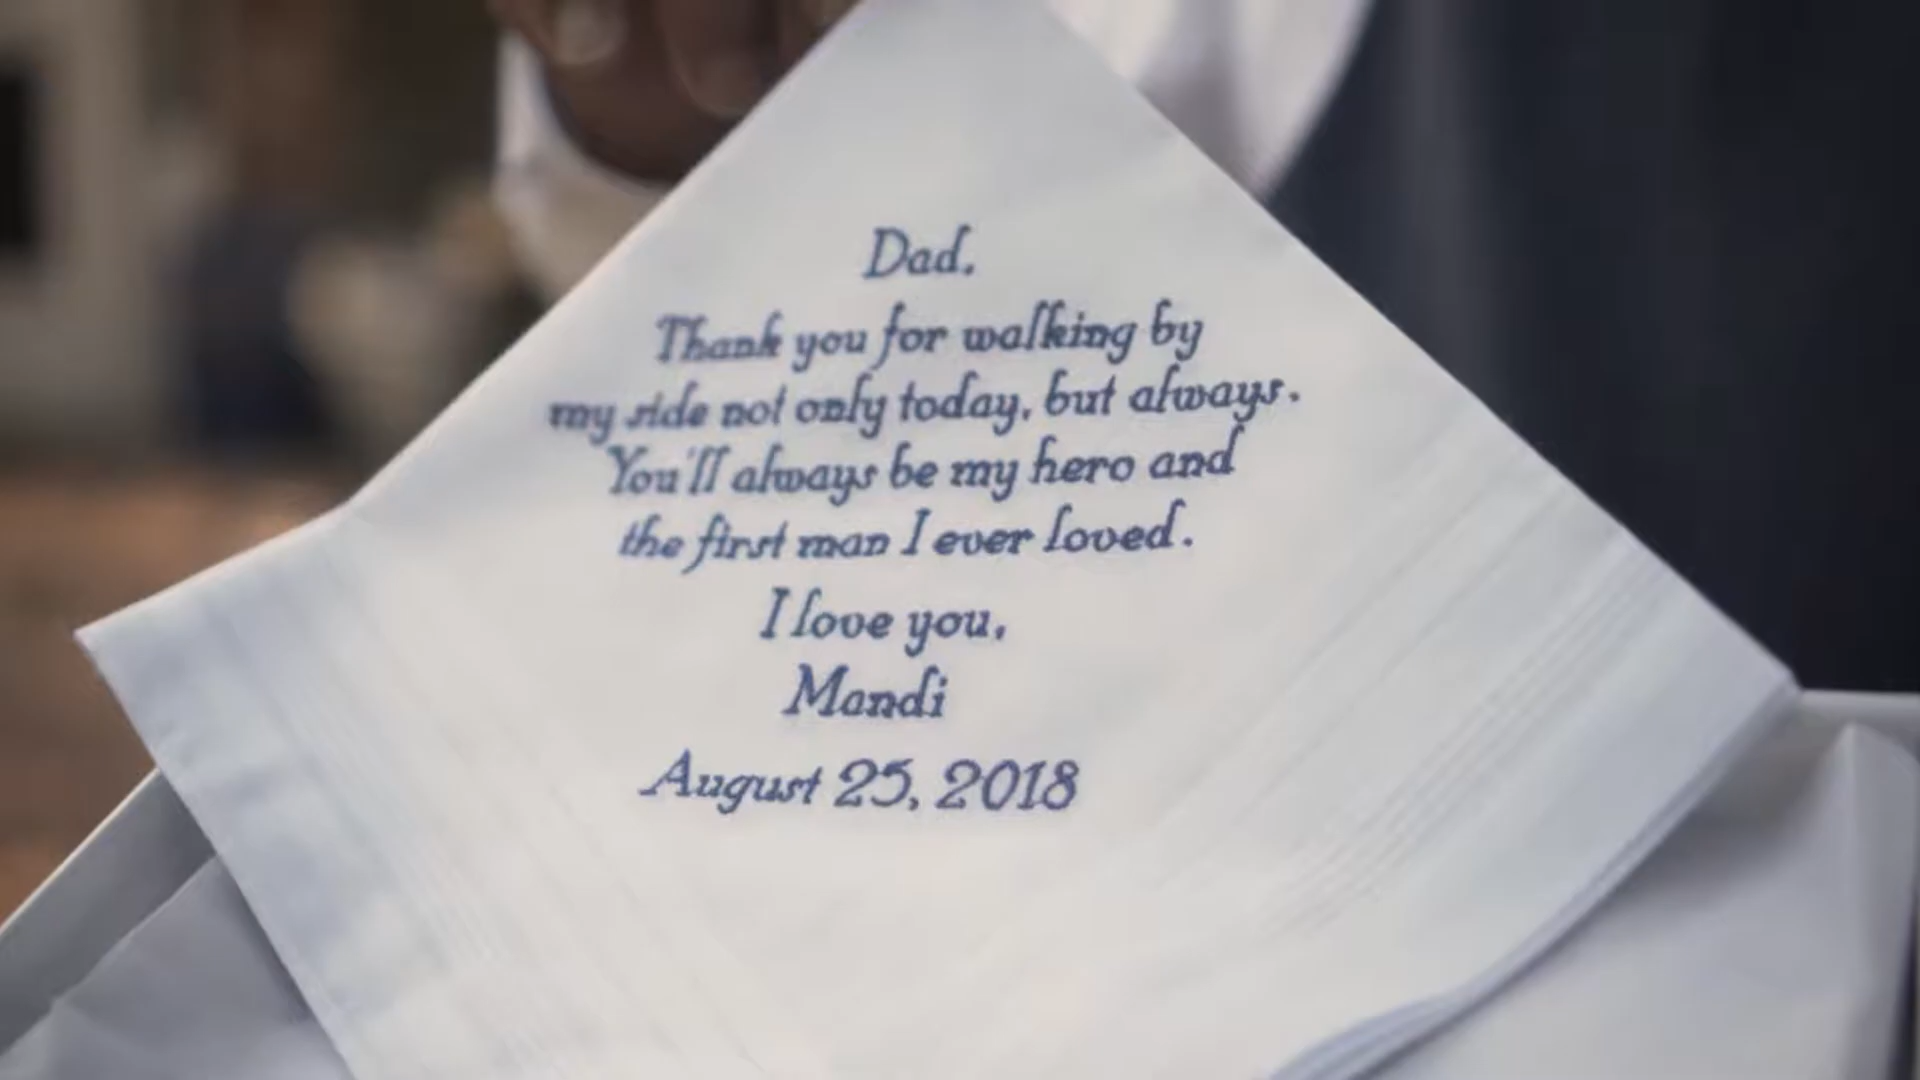 Dad,
Thank you for walking by
my side not only today, but always.
You'll always be my hero and
the first man I ever loved.
I love you,
Mandi
August 25, 2018